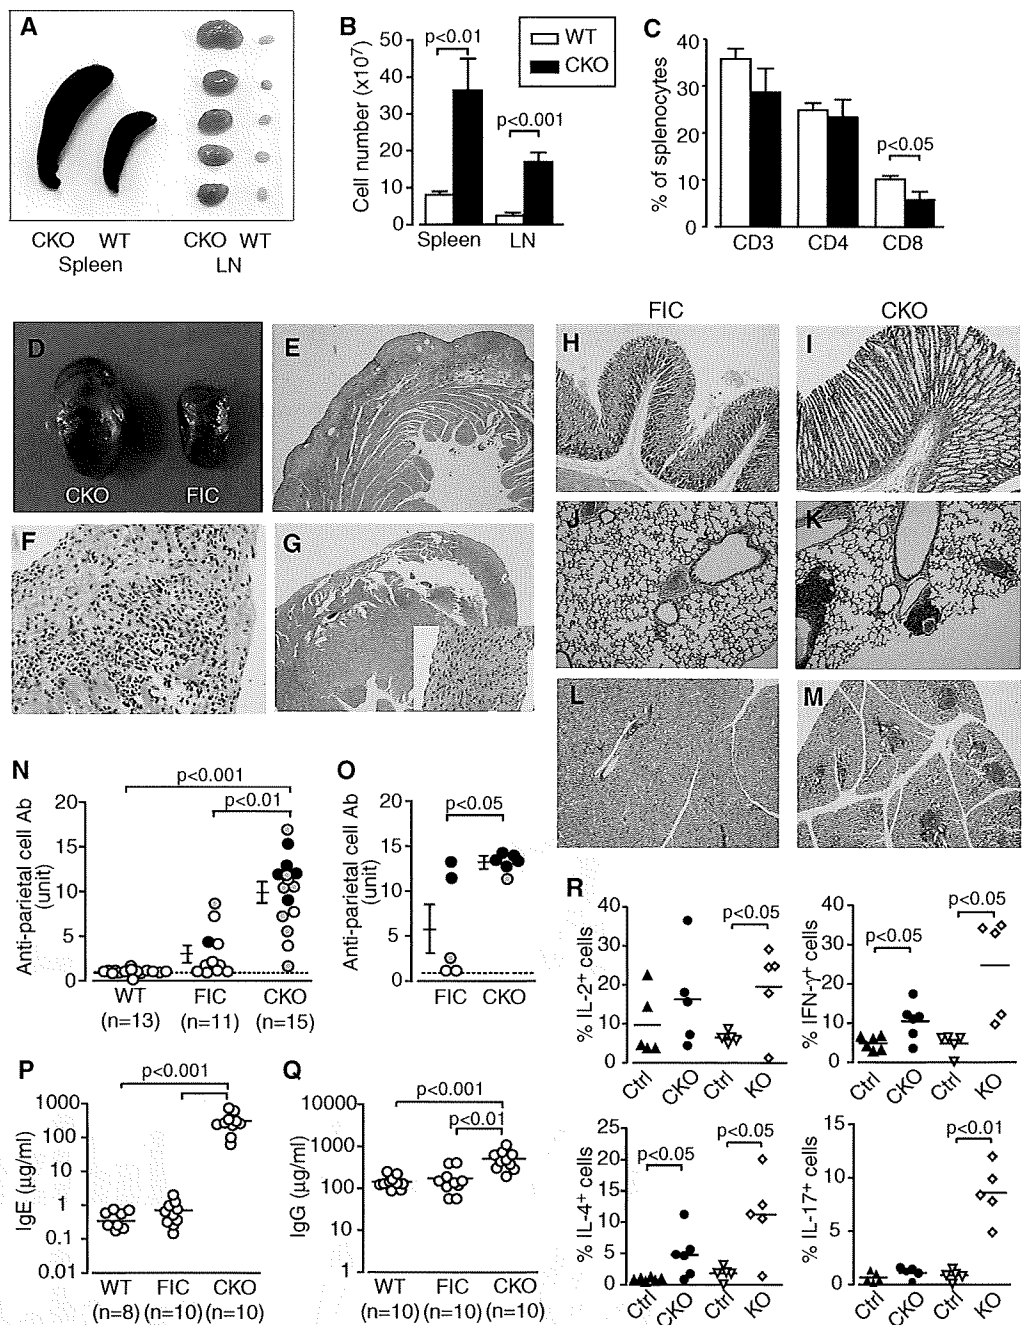 A
CKO WT
Spleen
CKO WT
LN
B
Cell number (x10⁷)
50
40
30
20
10
0
p<0.01
p<0.001
Spleen
LN
WT
CKO
C
% of splenocytes
40
30
20
10
0
p<0.05
CD3
CD4
CD8
D
CKO
FIC
E
F
G
FIC
CKO
H
I
J
K
L
M
N
Anti-parietal cell Ab
(unit)
20
15
10
5
0
p<0.001
p<0.01
WT
FIC
CKO
(n=13)
(n=11)
(n=15)
O
Anti-parietal cell Ab
(unit)
20
15
10
5
0
p<0.05
FIC
CKO
P
IgE (μg/ml)
1000
100
10
1
0.1
0.01
p<0.001
WT
FIC
CKO
(n=8)
(n=10)
(n=10)
Q
IgG (μg/ml)
10000
1000
100
10
1
p<0.001
p<0.01
WT
FIC
CKO
(n=10)
(n=10)
(n=10)
R
% IL-2⁺ cells
40
30
20
10
0
p<0.05
Ctrl
CKO
Ctrl
KO
% IFN-γ⁺ cells
40
30
20
10
0
p<0.05
p<0.05
Ctrl
CKO
Ctrl
KO
% IL-4⁺ cells
25
20
15
10
5
0
p<0.05
p<0.05
Ctrl
CKO
Ctrl
KO
% IL-17⁺ cells
15
10
5
0
p<0.01
Ctrl
CKO
Ctrl
KO